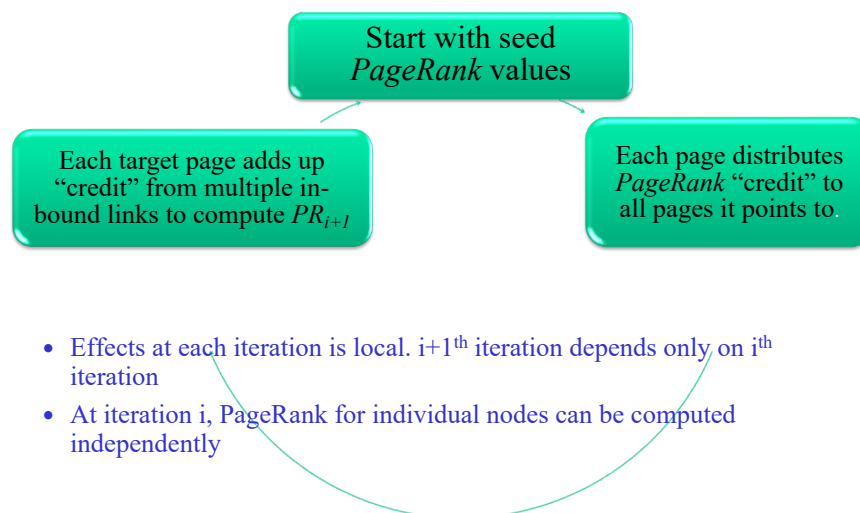 Start with seed
PageRank values
Each target page adds up
“credit” from multiple in-
bound links to compute PRi+1
Each page distributes
PageRank “credit” to
all pages it points to.
• Effects at each iteration is local. i+1th iteration depends only on ith
iteration
• At iteration i, PageRank for individual nodes can be computed
independently